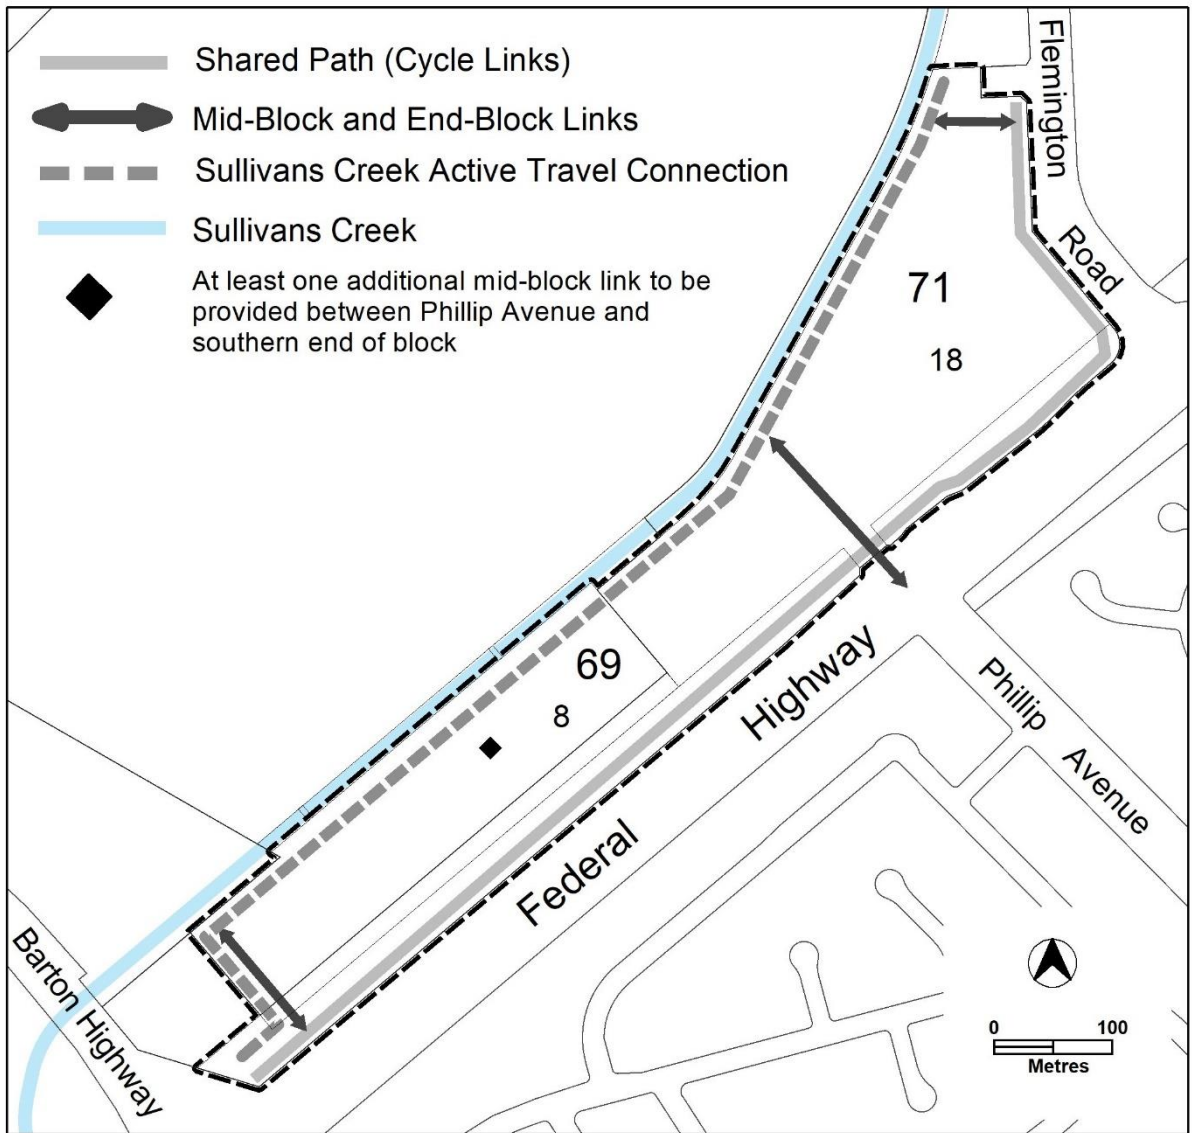 Shared Path (Cycle Links)
Mid-Block and End-Block Links
Sullivans Creek Active Travel Connection
Sullivans Creek
At least one additional mid-block link to be
provided between Phillip Avenue and
southern end of block
Flemington
Road
71
18
69
8
Federal
Highway
Phillip
Avenue
Barton
Highway
0 100
Metres